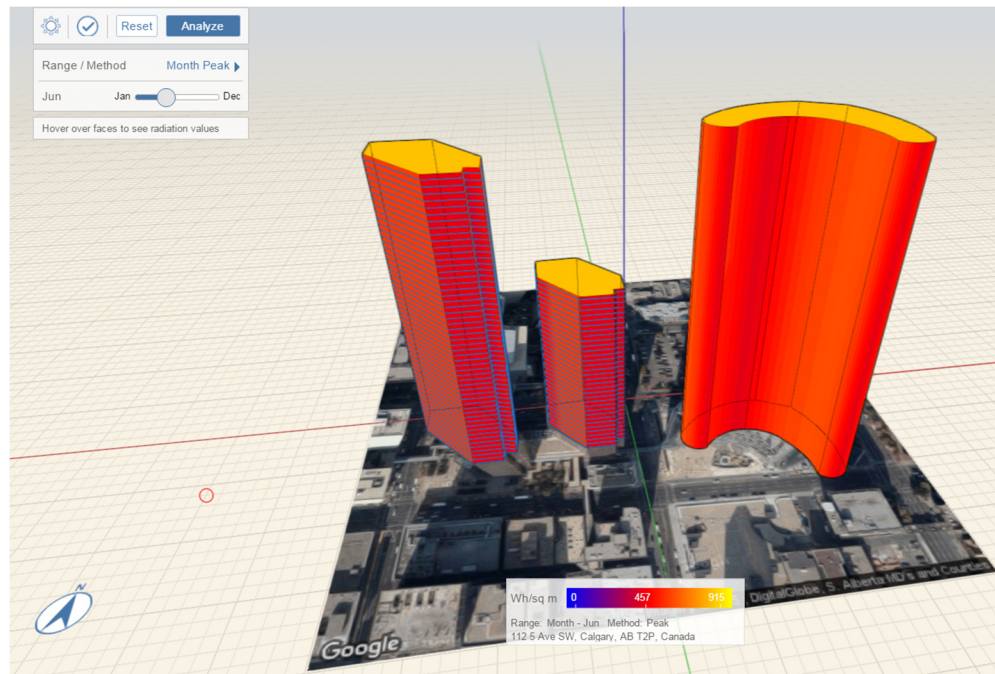 Reset Analyze
Range / Method Month Peak
Jun Jan Dec
Hover over faces to see radiation values
N
Wh/sq m 0 457 915
Range: Month - Jun Method: Peak
112 5 Ave SW, Calgary, AB T2P, Canada
DigitalGlobe, S. Alberta MD's and Counties
Google